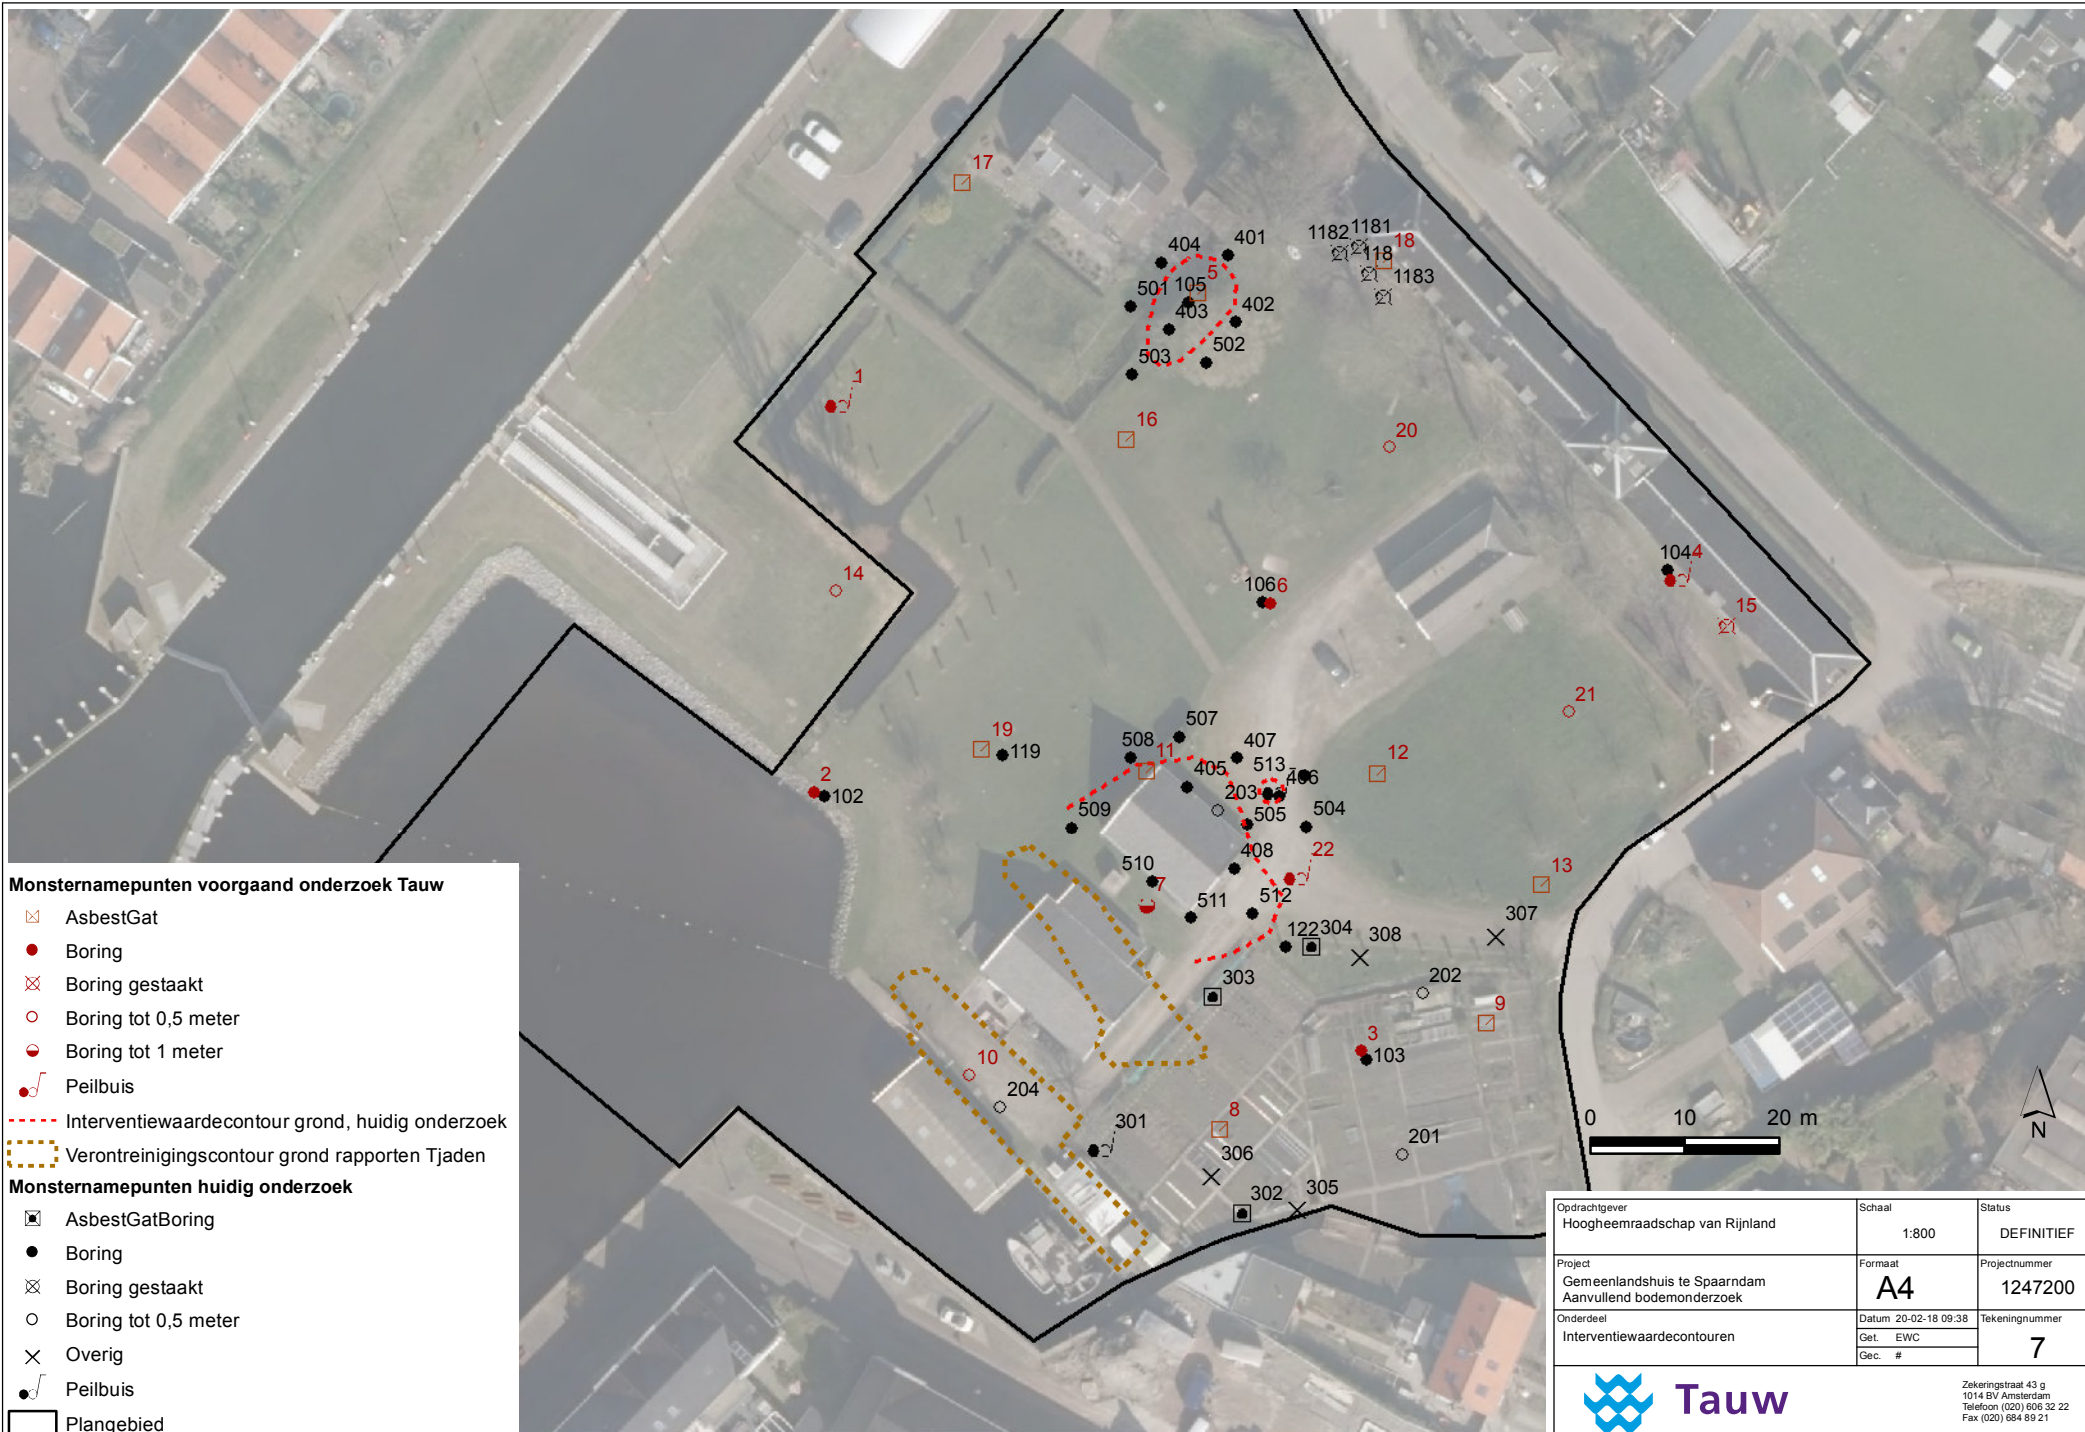 17
404
401
1182
1181
18
118
1183
5
105
501
403
402
503
502
1
16
20
14
106
6
104
4
15
21
19
119
2
102
507
508
11
407
405
513
406
203
12
509
505
504
408
22
510
7
511
512
13
307
122
304
308
303
202
9
3
103
10
204
301
8
306
201
302
305
0 10 20 m
N
Monsternamepunten voorgaand onderzoek Tauw
AsbestGat
Boring
Boring gestaakt
Boring tot 0,5 meter
Boring tot 1 meter
Peilbuis
Interventiewaardecontour grond, huidig onderzoek
Verontreinigingscontour grond rapporten Tjaden
Monsternamepunten huidig onderzoek
AsbestGatBoring
Boring
Boring gestaakt
Boring tot 0,5 meter
Overig
Peilbuis
Plangebied
Opdrachtgever
Hoogheemraadschap van Rijnland
Schaal
1:800
Status
DEFINITIEF
Project
Gemeenlandshuis te Spaarndam
Aanvullend bodemonderzoek
Formaat
A4
Projectnummer
1247200
Onderdeel
Interventiewaardecontouren
Datum 20-02-18 09:38
Get. EWC
Gec. #
Tekeningnummer
7
Tauw
Zekeringstraat 43 g
1014 BV Amsterdam
Telefoon (020) 606 32 22
Fax (020) 684 89 21